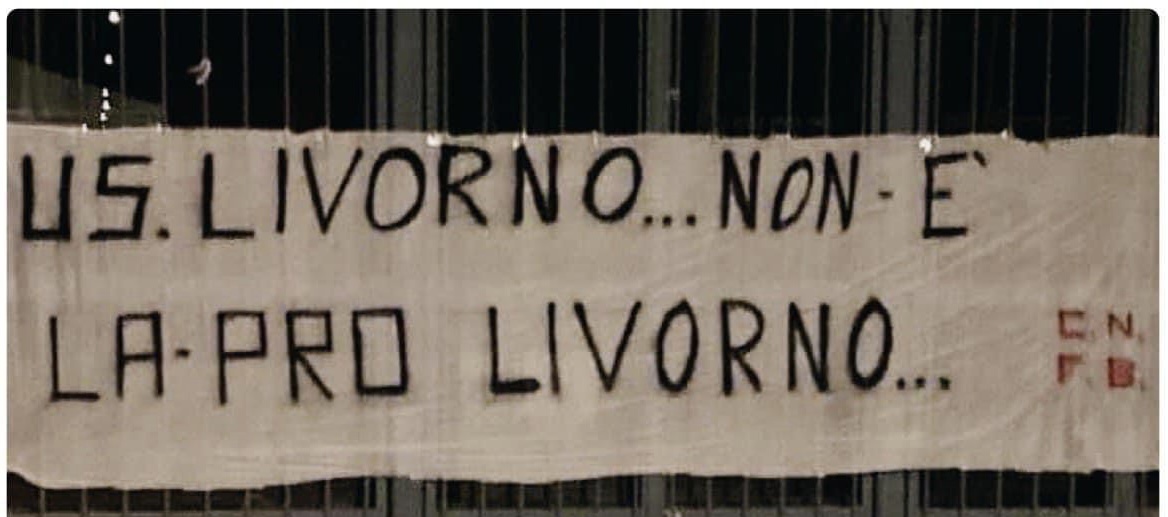 US. LIVORNO... NON - E`
LA - PRO LIVORNO...
C. N.
F. B.